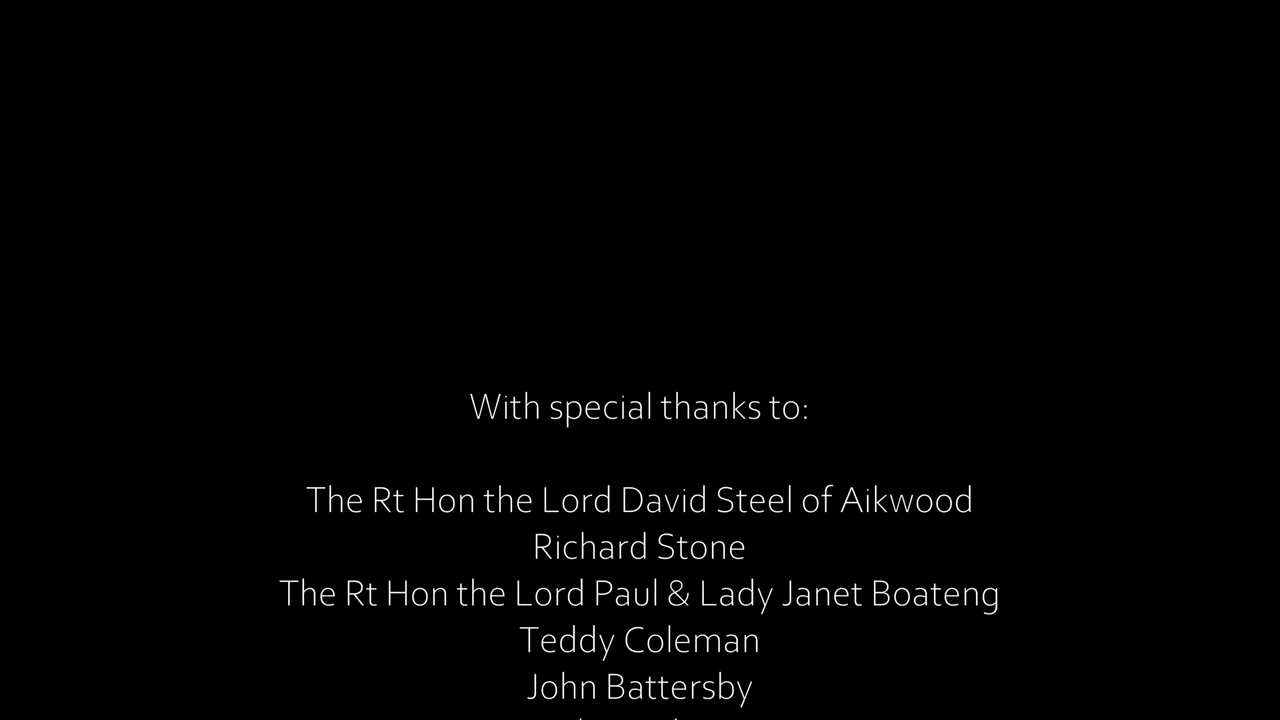 With special thanks to:
The Rt Hon the Lord David Steel of Aikwood
Richard Stone
The Rt Hon the Lord Paul & Lady Janet Boateng
Teddy Coleman
John Battersby